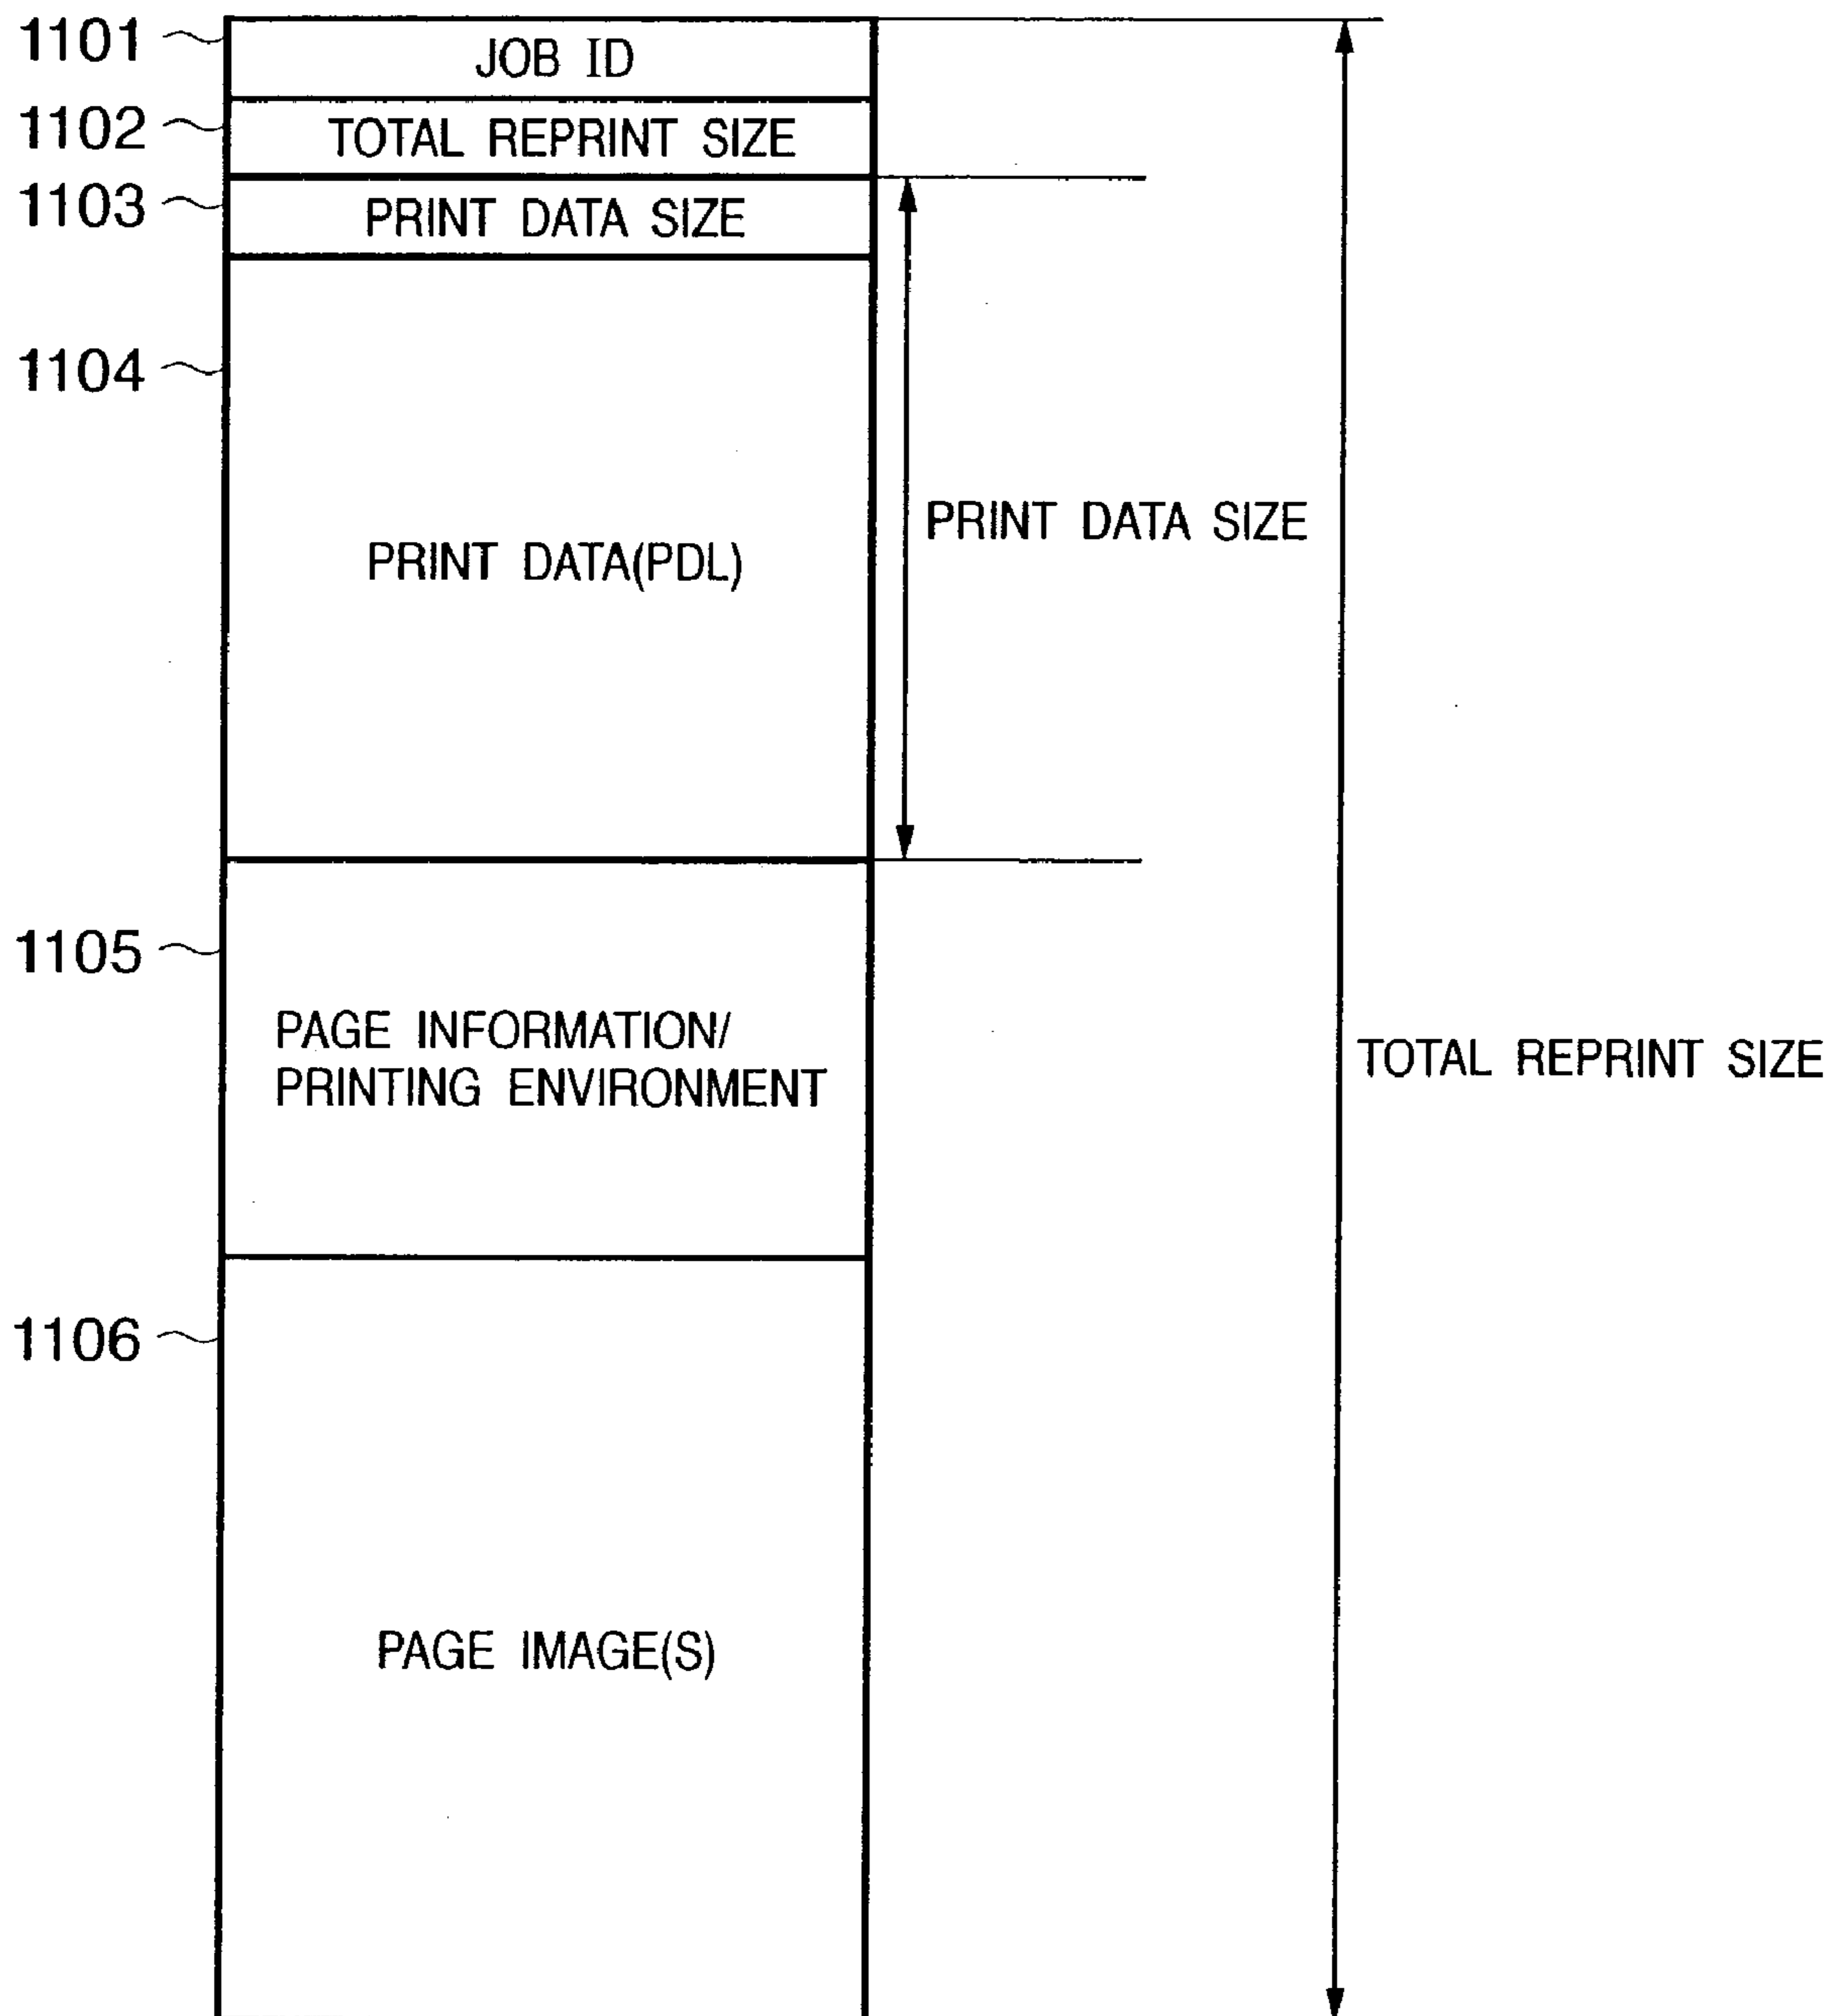 1101
JOB ID
1102
TOTAL REPRINT SIZE
1103
PRINT DATA SIZE
1104
PRINT DATA(PDL)
PRINT DATA SIZE
1105
PAGE INFORMATION/
PRINTING ENVIRONMENT
TOTAL REPRINT SIZE
1106
PAGE IMAGE(S)